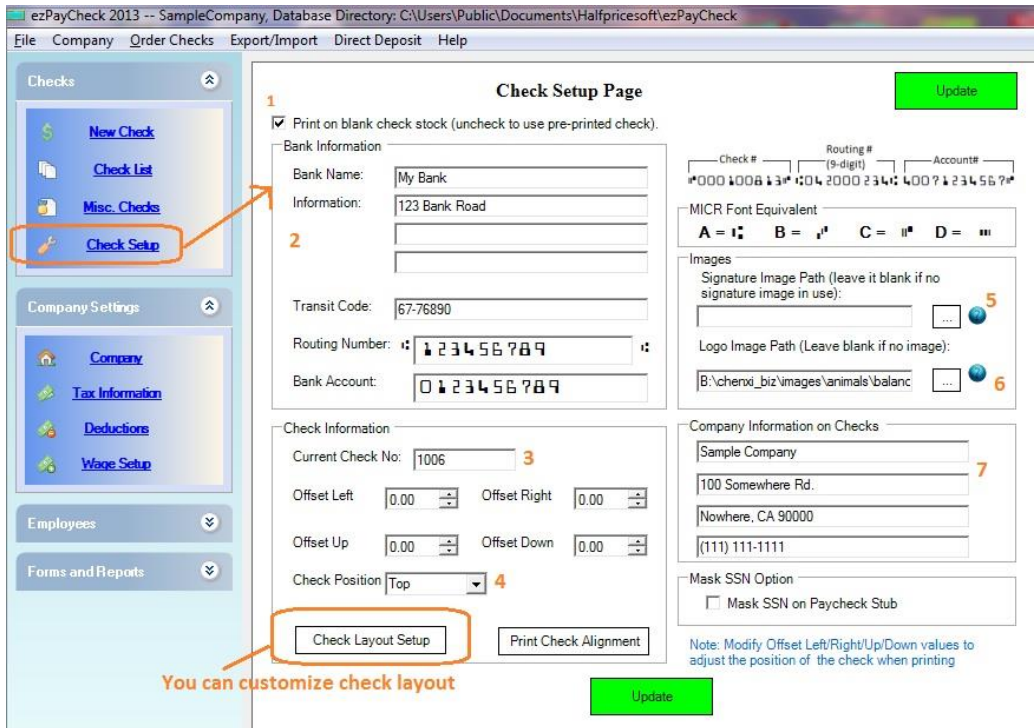 ezPayCheck 2013 -- SampleCompany, Database Directory: C:\Users\Public\Documents\Halfpricesoft\ezPayCheck
File Company Order Checks Export/Import Direct Deposit Help
Checks
New Check
Check List
Misc. Checks
Check Setup
Company Settings
Company
Tax Information
Deductions
Wage Setup
Employees
Forms and Reports
Check Setup Page
Update
1
Print on blank check stock (uncheck to use pre-printed check).
Bank Information
Bank Name: My Bank
Information: 123 Bank Road
2
Transit Code: 67-76890
Routing Number: ⑆ 123456789 ⑆
Bank Account: 0123456789
Check Information
Current Check No: 1006 3
Offset Left 0.00 Offset Right 0.00
Offset Up 0.00 Offset Down 0.00
Check Position Top 4
Check Layout Setup Print Check Alignment
You can customize check layout
Check # Routing # (9-digit) Account#
⑈000100813⑈ ⑆042000234⑆ 40071234567⑈
MICR Font Equivalent
A = ⑆ B = ⑇ C = ⑈ D = ⑉
Images
Signature Image Path (leave it blank if no
signature image in use):
... 5
Logo Image Path (Leave blank if no image):
B:\chenxi_biz\images\animals\balanc ... 6
Company Information on Checks
Sample Company 7
100 Somewhere Rd.
Nowhere, CA 90000
(111) 111-1111
Mask SSN Option
Mask SSN on Paycheck Stub
Note: Modify Offset Left/Right/Up/Down values to
adjust the position of the check when printing
Update